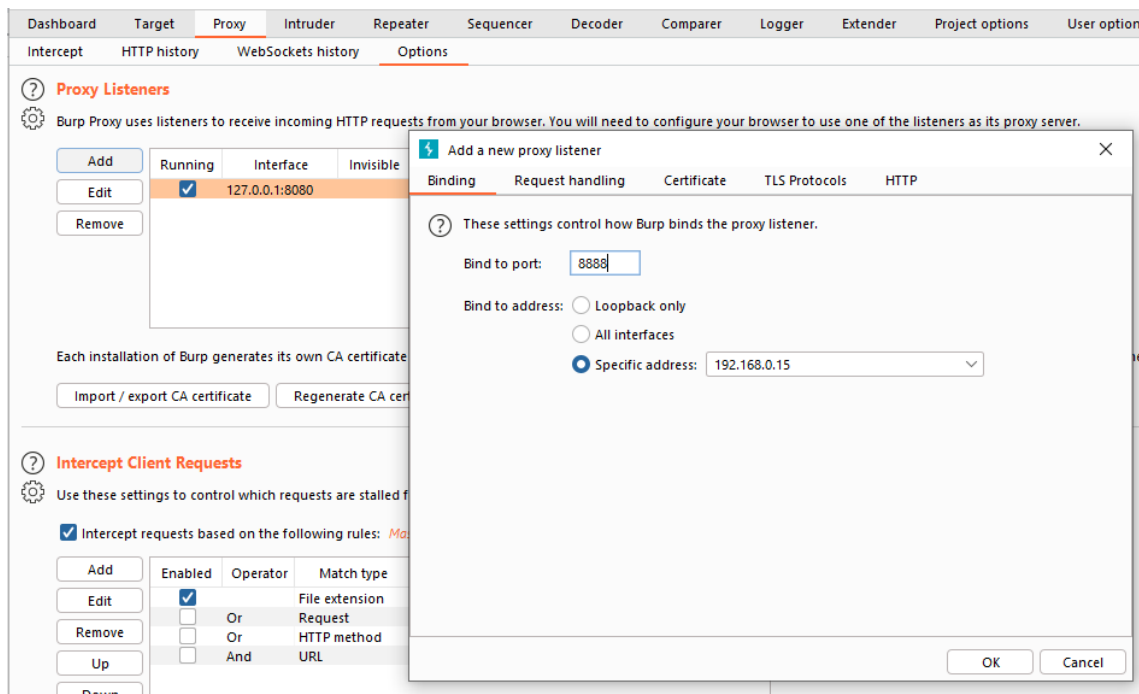 Dashboard Target Proxy Intruder Repeater Sequencer Decoder Comparer Logger Extender Project options User option
Intercept HTTP history WebSockets history Options
? Proxy Listeners
Burp Proxy uses listeners to receive incoming HTTP requests from your browser. You will need to configure your browser to use one of the listeners as its proxy server.
Add
Edit
Remove
Running Interface Invisible
127.0.0.1:8080
Each installation of Burp generates its own CA certificate
Import / export CA certificate Regenerate CA cer
? Intercept Client Requests
Use these settings to control which requests are stalled f
Intercept requests based on the following rules: Mas
Add
Edit
Remove
Up
Down
Enabled Operator Match type
File extension
Or Request
Or HTTP method
And URL
Add a new proxy listener
Binding Request handling Certificate TLS Protocols HTTP
? These settings control how Burp binds the proxy listener.
Bind to port: 8888
Bind to address: Loopback only
All interfaces
Specific address: 192.168.0.15
OK Cancel